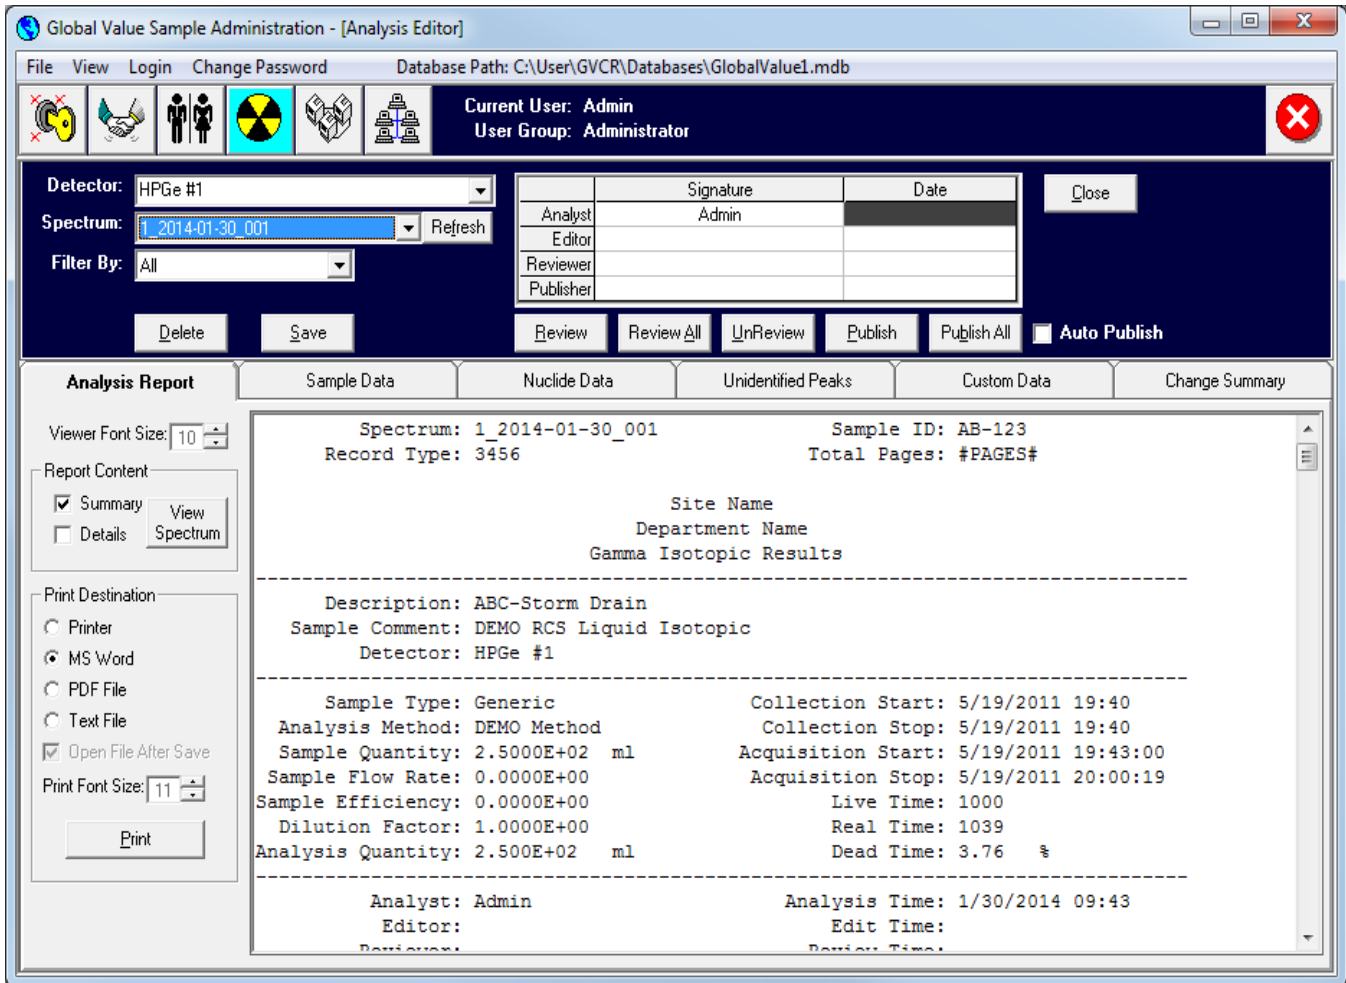 Global Value Sample Administration - [Analysis Editor]
File View Login Change Password Database Path: C:\User\GVCR\Databases\GlobalValue1.mdb
Current User: Admin
User Group: Administrator
Detector: HPGe #1
Spectrum: 1_2014-01-30_001 Refresh
Filter By: All
Signature Date
Analyst Admin
Editor
Reviewer
Publisher
Close
Delete Save Review Review All UnReview Publish Publish All Auto Publish
Analysis Report Sample Data Nuclide Data Unidentified Peaks Custom Data Change Summary
Viewer Font Size: 10
Report Content
Summary
Details
View
Spectrum
Print Destination
Printer
MS Word
PDF File
Text File
Open File After Save
Print Font Size: 11
Print
Spectrum: 1_2014-01-30_001 Sample ID: AB-123
Record Type: 3456 Total Pages: #PAGES#
Site Name
Department Name
Gamma Isotopic Results
--------------------------------------------------------------------------------
Description: ABC-Storm Drain
Sample Comment: DEMO RCS Liquid Isotopic
Detector: HPGe #1
--------------------------------------------------------------------------------
Sample Type: Generic Collection Start: 5/19/2011 19:40
Analysis Method: DEMO Method Collection Stop: 5/19/2011 19:40
Sample Quantity: 2.5000E+02 ml Acquisition Start: 5/19/2011 19:43:00
Sample Flow Rate: 0.0000E+00 Acquisition Stop: 5/19/2011 20:00:19
Sample Efficiency: 0.0000E+00 Live Time: 1000
Dilution Factor: 1.0000E+00 Real Time: 1039
Analysis Quantity: 2.500E+02 ml Dead Time: 3.76 %
--------------------------------------------------------------------------------
Analyst: Admin Analysis Time: 1/30/2014 09:43
Editor: Edit Time:
Reviewer: Review Time: